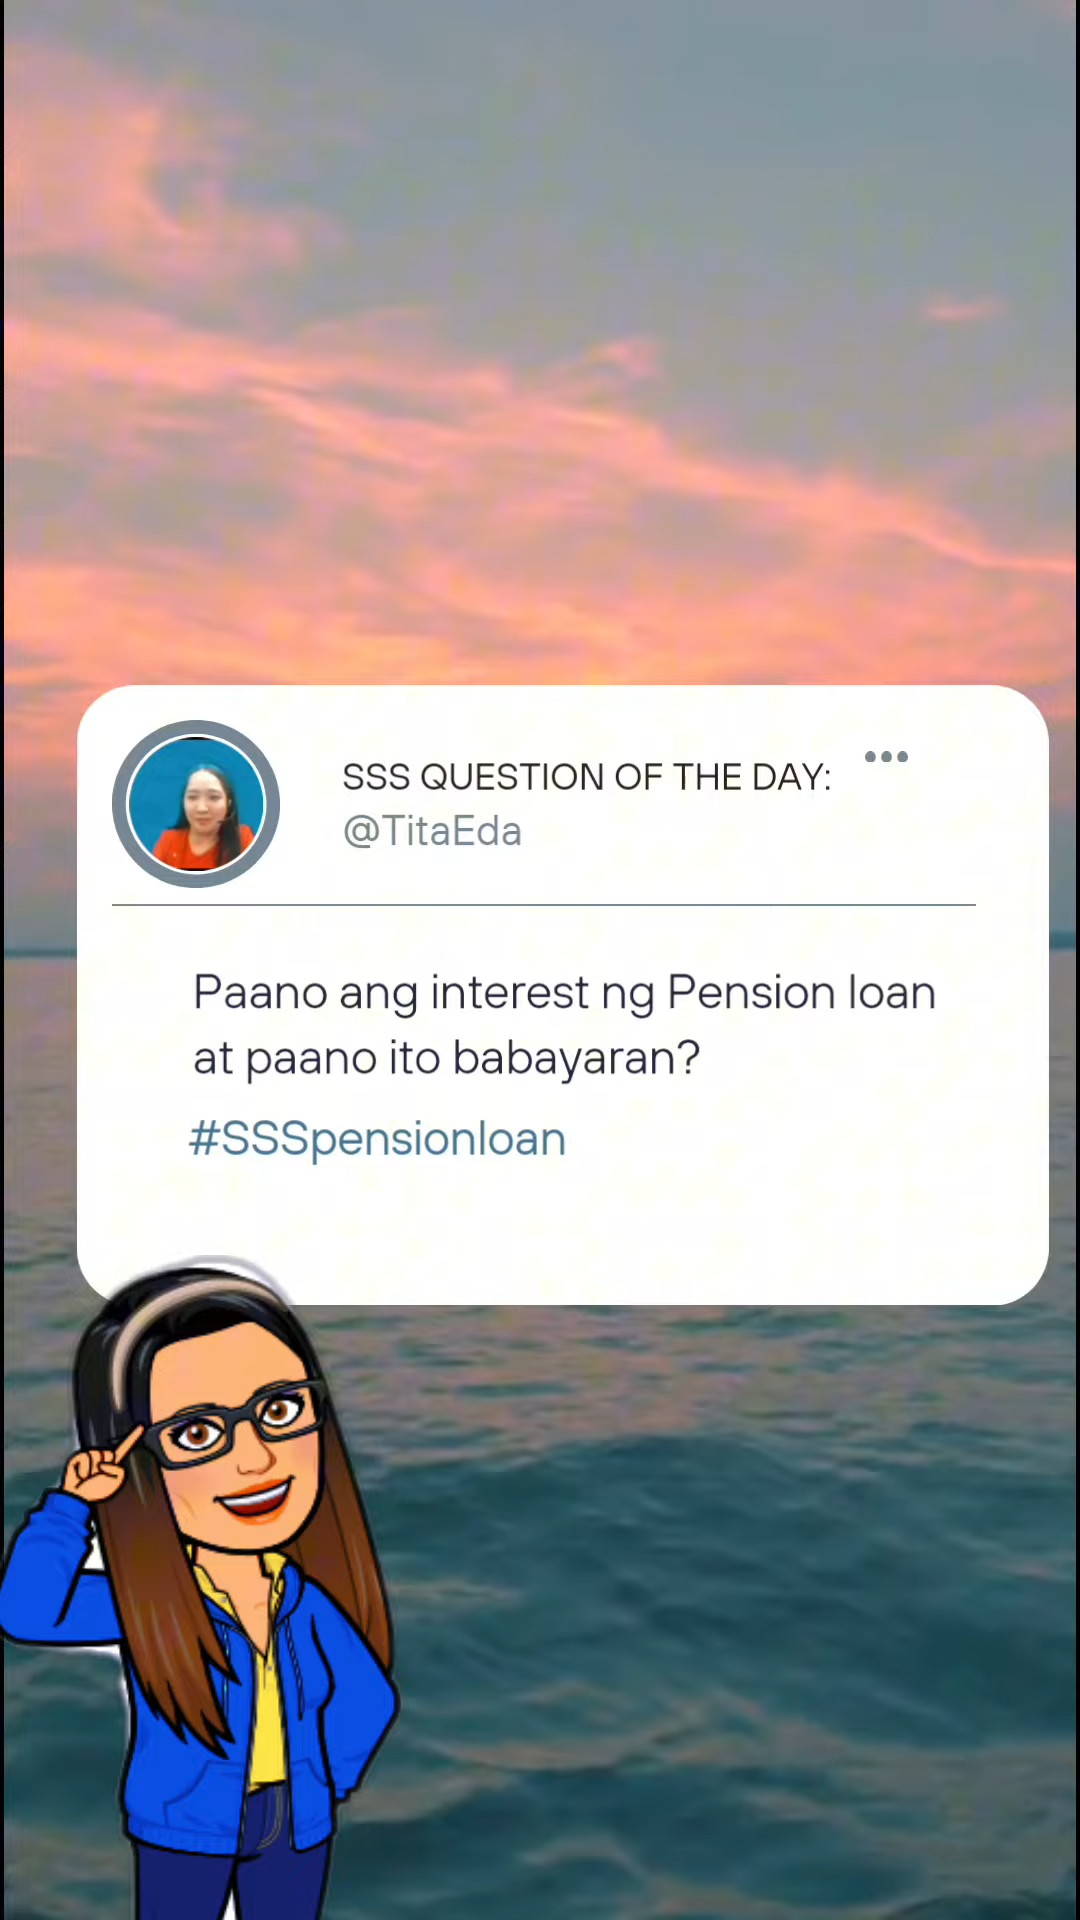 SSS QUESTION OF THE DAY:
@TitaEda
Paano ang interest ng Pension loan
at paano ito babayaran?
#SSSpensionloan